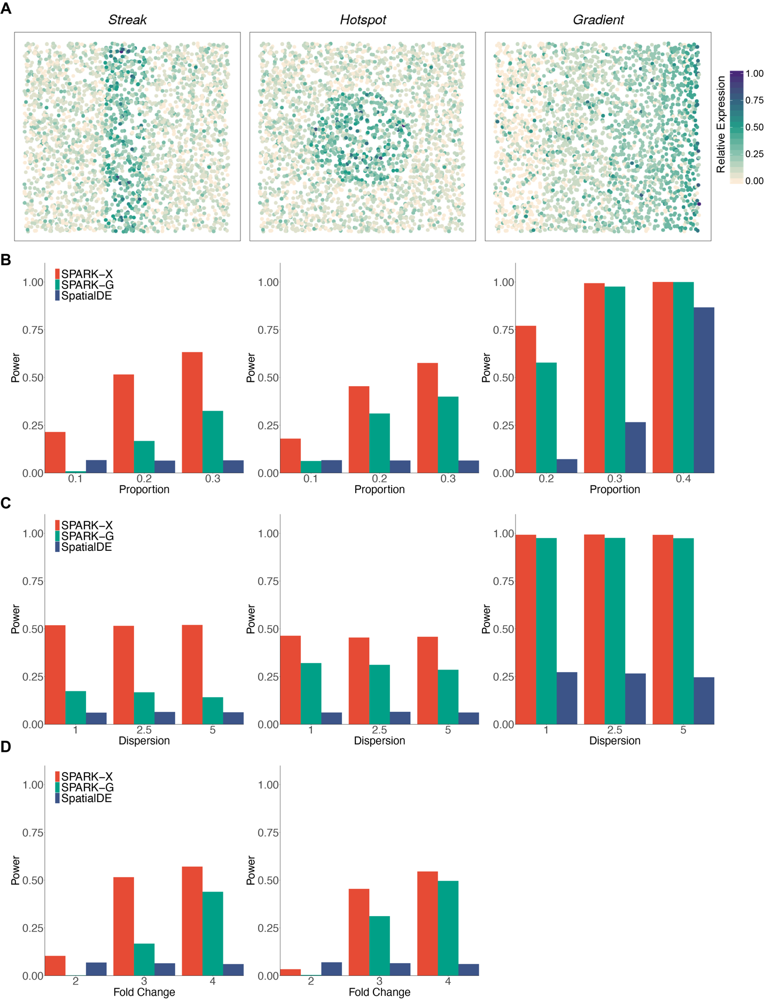 A
Streak
Hotspot
Gradient
Relative Expression
1.00
0.75
0.50
0.25
0.00
B
SPARK−X
SPARK−G
SpatialDE
Power
1.00
0.75
0.50
0.25
0.00
0.1 0.2 0.3
Proportion
Power
1.00
0.75
0.50
0.25
0.00
0.1 0.2 0.3
Proportion
Power
1.00
0.75
0.50
0.25
0.00
0.2 0.3 0.4
Proportion
C
SPARK−X
SPARK−G
SpatialDE
Power
1.00
0.75
0.50
0.25
0.00
1 2.5 5
Dispersion
Power
1.00
0.75
0.50
0.25
0.00
1 2.5 5
Dispersion
Power
1.00
0.75
0.50
0.25
0.00
1 2.5 5
Dispersion
D
SPARK−X
SPARK−G
SpatialDE
Power
1.00
0.75
0.50
0.25
0.00
2 3 4
Fold Change
Power
1.00
0.75
0.50
0.25
0.00
2 3 4
Fold Change